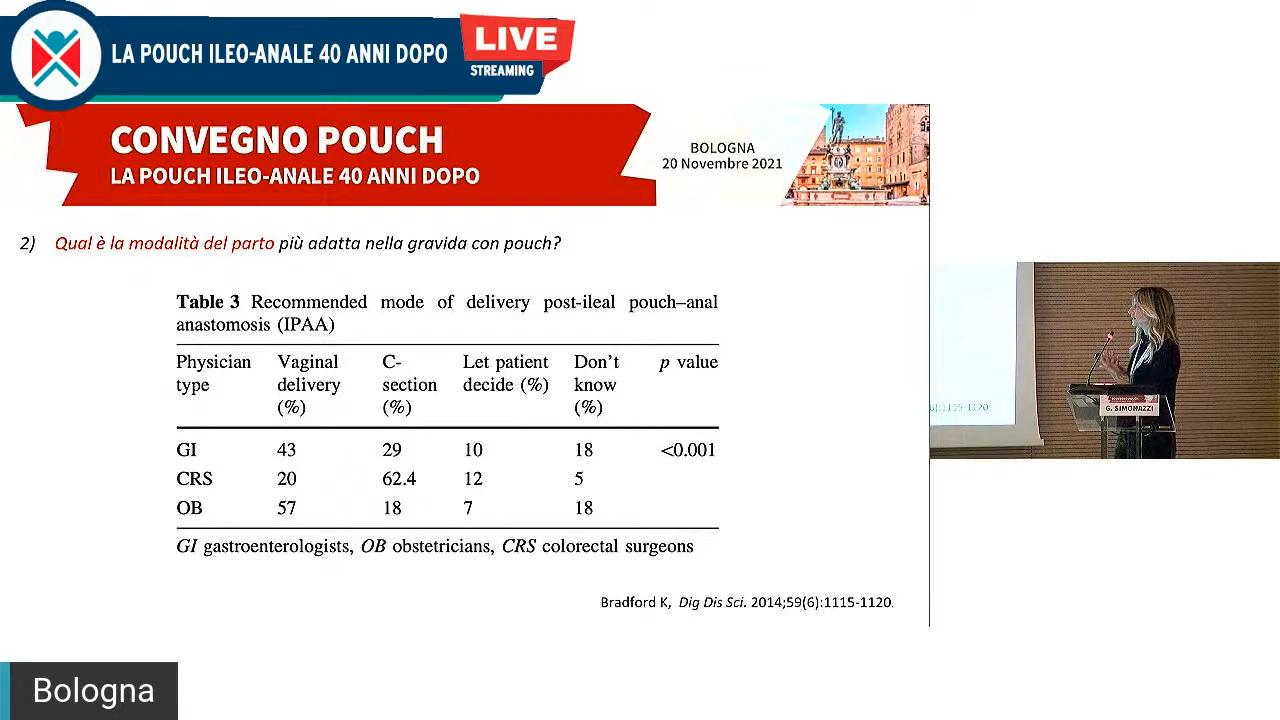 LA POUCH ILEO-ANALE 40 ANNI DOPO
LIVE
STREAMING
CONVEGNO POUCH
LA POUCH ILEO-ANALE 40 ANNI DOPO
BOLOGNA
20 Novembre 2021
2) Qual è la modalità del parto più adatta nella gravida con pouch?
Table 3 Recommended mode of delivery post-ileal pouch–anal
anastomosis (IPAA)
Physician Vaginal C- Let patient Don't p value
type delivery section decide (%) know
(%) (%) (%)
GI 43 29 10 18 <0.001
CRS 20 62.4 12 5
OB 57 18 7 18
GI gastroenterologists, OB obstetricians, CRS colorectal surgeons
Bradford K, Dig Dis Sci. 2014;59(6):1115-1120.
6):1115-1120
G. SIMONAZZI
Bologna